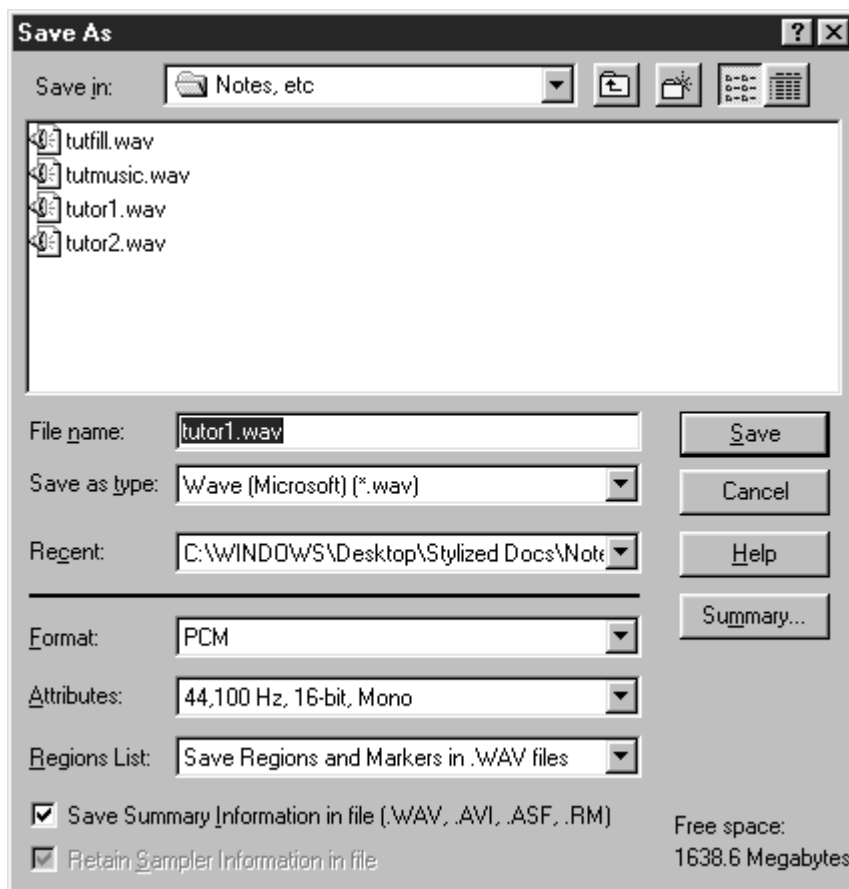 Save As
Save in: Notes, etc
tutfill.wav
tutmusic.wav
tutor1.wav
tutor2.wav
File name: tutor1.wav Save
Save as type: Wave (Microsoft) (*.wav) Cancel
Recent: C:\WINDOWS\Desktop\Stylized Docs\Note Help
Summary...
Format: PCM
Attributes: 44,100 Hz, 16-bit, Mono
Regions List: Save Regions and Markers in .WAV files
Save Summary Information in file (.WAV, .AVI, .ASF, .RM)
Retain Sampler Information in file
Free space:
1638.6 Megabytes